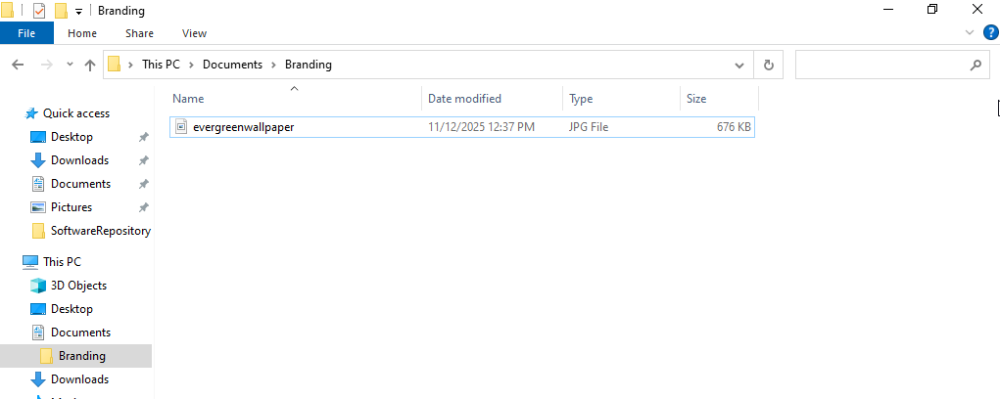 Branding
File Home Share View
This PC Documents Branding
Name Date modified Type Size
evergreenwallpaper 11/12/2025 12:37 PM JPG File 676 KB
Quick access
Desktop
Downloads
Documents
Pictures
SoftwareRepository
This PC
3D Objects
Desktop
Documents
Branding
Downloads